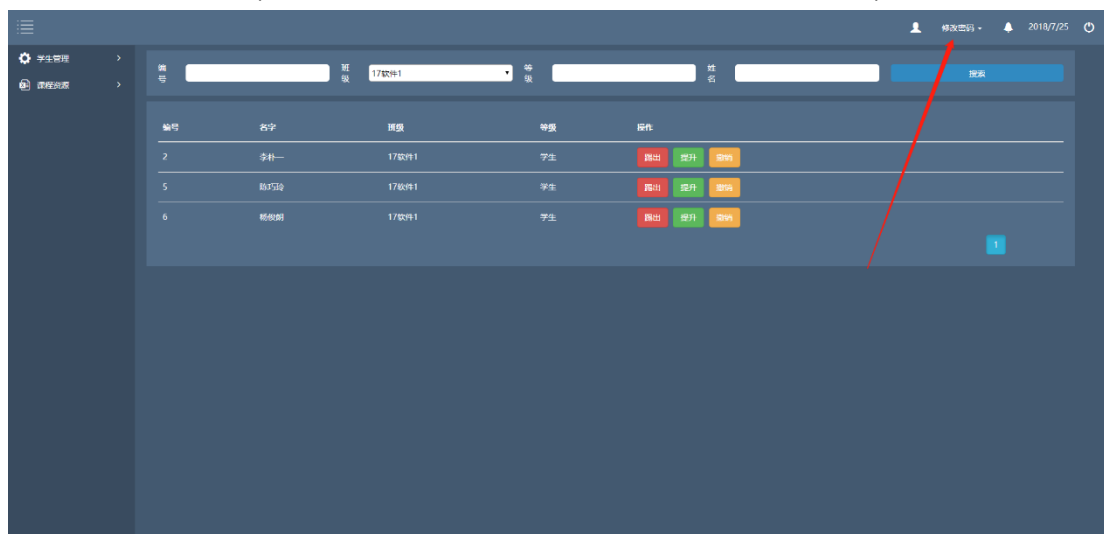 修改密码
2018/7/25
学生管理
课程资源
编号
班级
17软件1
等级
姓名
搜索
编号 名字 班级 等级 操作
2 李朴一 17软件1 学生 踢出 提升 撤销
5 陈巧玲 17软件1 学生 踢出 提升 撤销
6 杨俊朗 17软件1 学生 踢出 提升 撤销
1